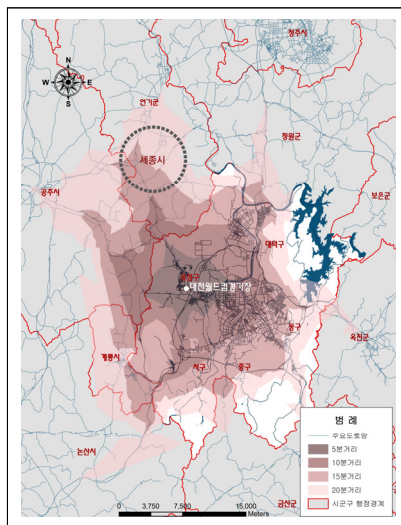 청주시
N
W E
S
연기군
세종시
청원군
공주시
보은군
대덕구
유성구
대전월드컵경기장
동구
옥천군
계룡시
서구
중구
논산시
금산군
범 례
주요도로망
5분거리
10분거리
15분거리
20분거리
시군구 행정경계
0 3,750 7,500 15,000
Meters